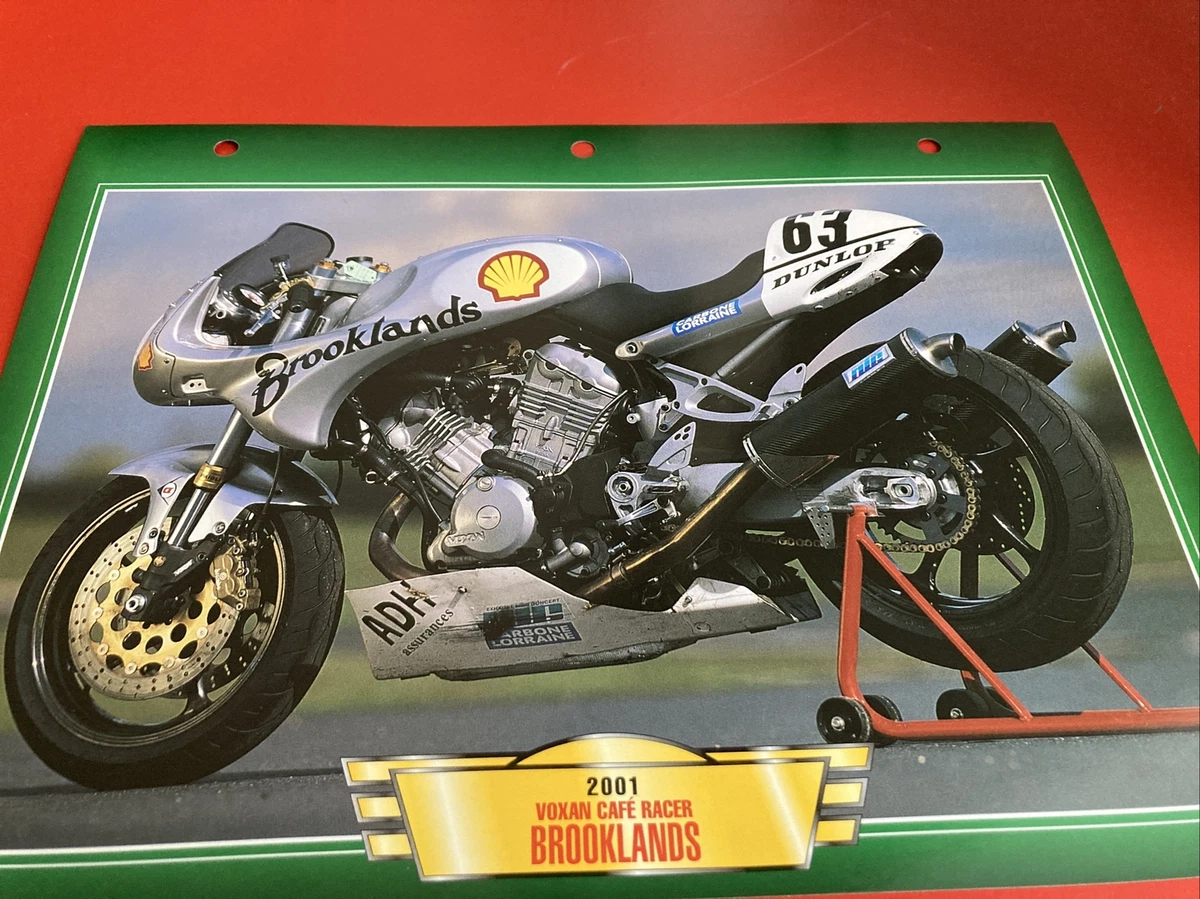 63
DUNLOP
Brooklands
CARBONE
LORRAINE
VOXAN
ADH
assurances
CARBONE
LORRAINE
2001
VOXAN CAFÉ RACER
BROOKLANDS